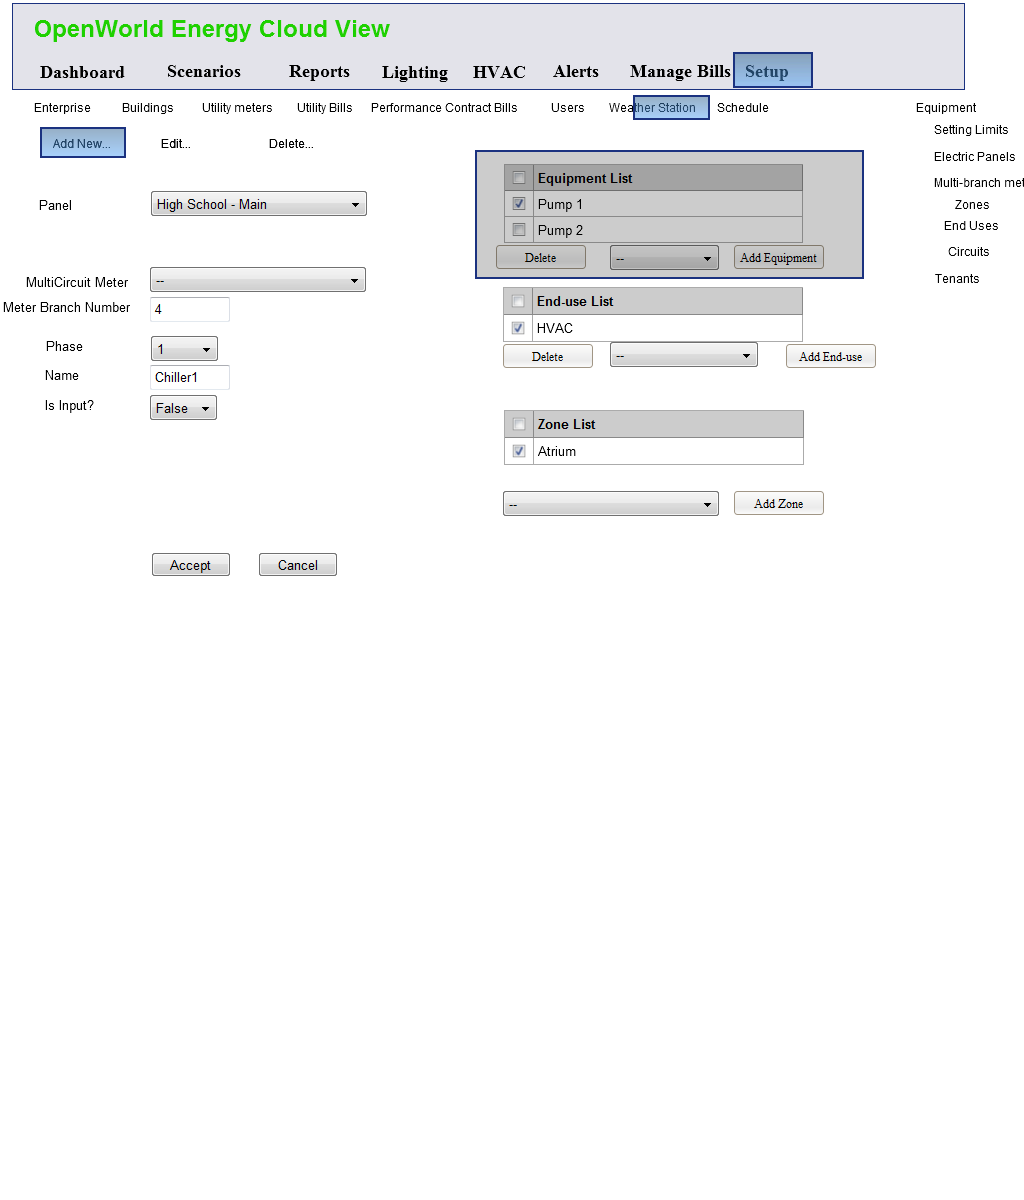 OpenWorld Energy Cloud View
Dashboard Scenarios Reports Lighting HVAC Alerts Manage Bills Setup
Enterprise Buildings Utility meters Utility Bills Performance Contract Bills Users Weather Station Schedule Equipment
Setting Limits
Electric Panels
Multi-branch met
Zones
End Uses
Circuits
Tenants
Add New... Edit... Delete...
Panel High School - Main
MultiCircuit Meter --
Meter Branch Number 4
Phase 1
Name Chiller1
Is Input? False
Accept Cancel
Equipment List
Pump 1
Pump 2
Delete -- Add Equipment
End-use List
HVAC
Delete -- Add End-use
Zone List
Atrium
-- Add Zone